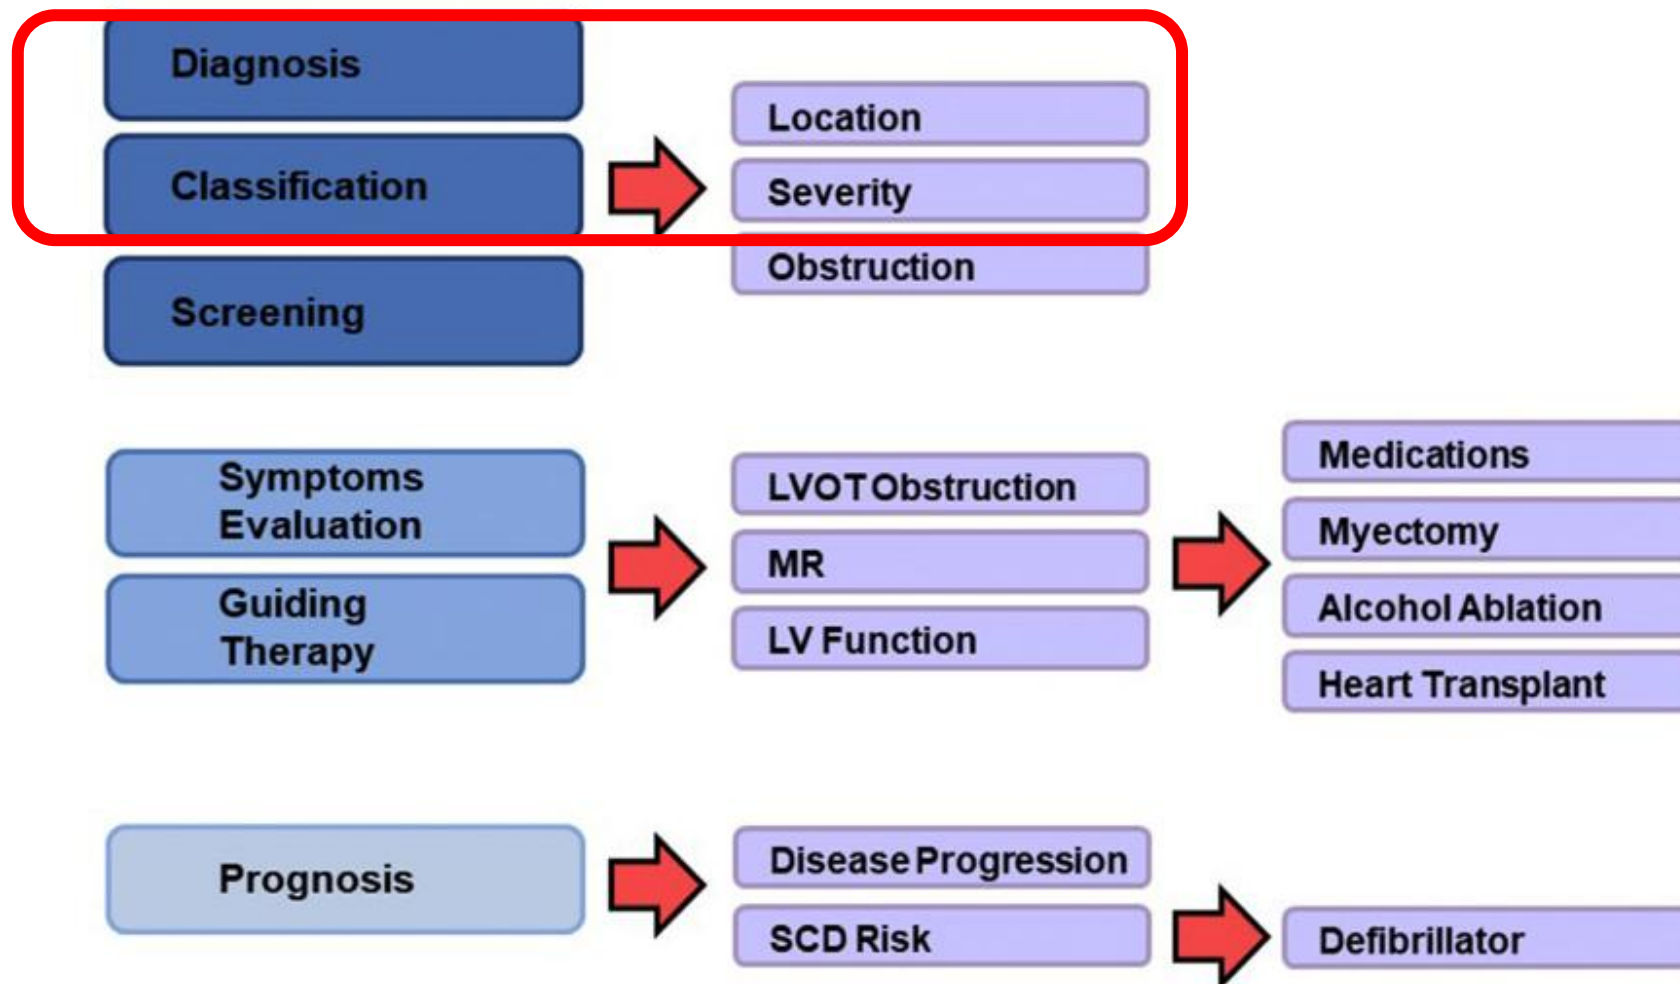 Diagnosis
Classification
Screening
Location
Severity
Obstruction
Symptoms
Evaluation
Guiding
Therapy
LVOT Obstruction
MR
LV Function
Medications
Myectomy
Alcohol Ablation
Heart Transplant
Prognosis
Disease Progression
SCD Risk
Defibrillator